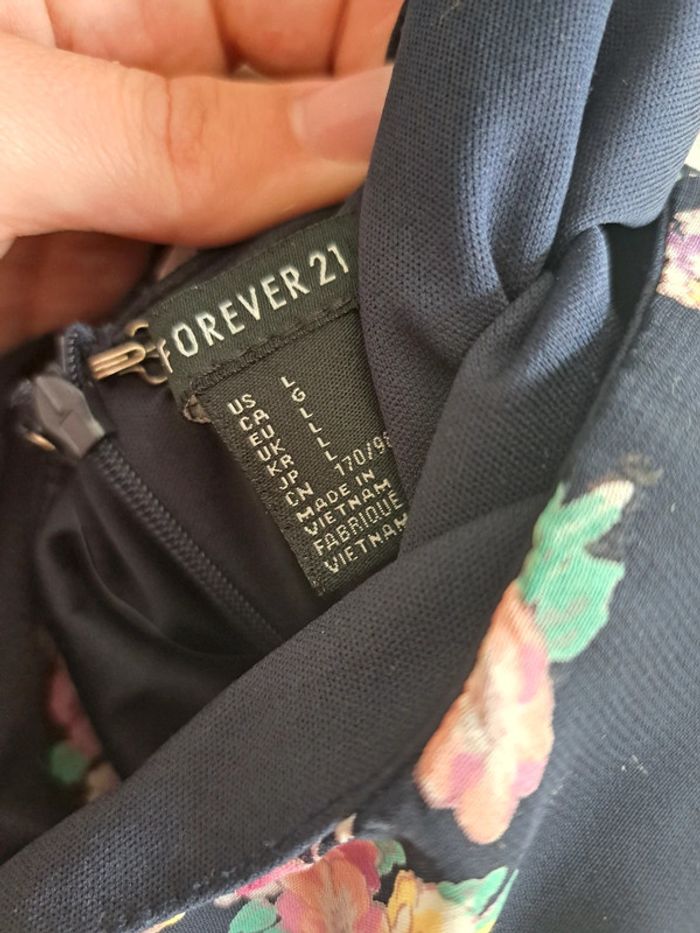 FOREVER 21
US L
CA G
EU L
UK L
KR L
JP L
CN 170/9
MADE IN
VIETNAM
FABRIQUE
VIETNAM